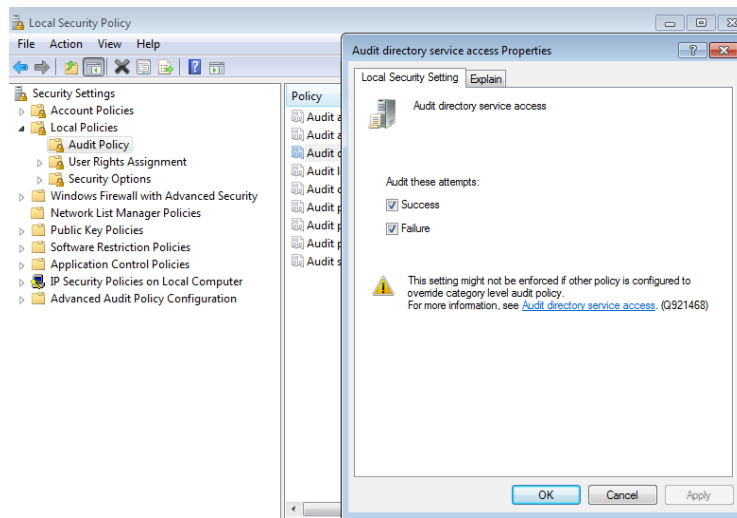 Local Security Policy
File Action View Help
Security Settings
Account Policies
Local Policies
Audit Policy
User Rights Assignment
Security Options
Windows Firewall with Advanced Security
Network List Manager Policies
Public Key Policies
Software Restriction Policies
Application Control Policies
IP Security Policies on Local Computer
Advanced Audit Policy Configuration
Policy
Audit a
Audit a
Audit d
Audit l
Audit o
Audit p
Audit p
Audit p
Audit s
Audit directory service access Properties
Local Security Setting Explain
Audit directory service access
Audit these attempts:
Success
Failure
This setting might not be enforced if other policy is configured to
override category level audit policy.
For more information, see Audit directory service access. (Q921468)
OK Cancel Apply